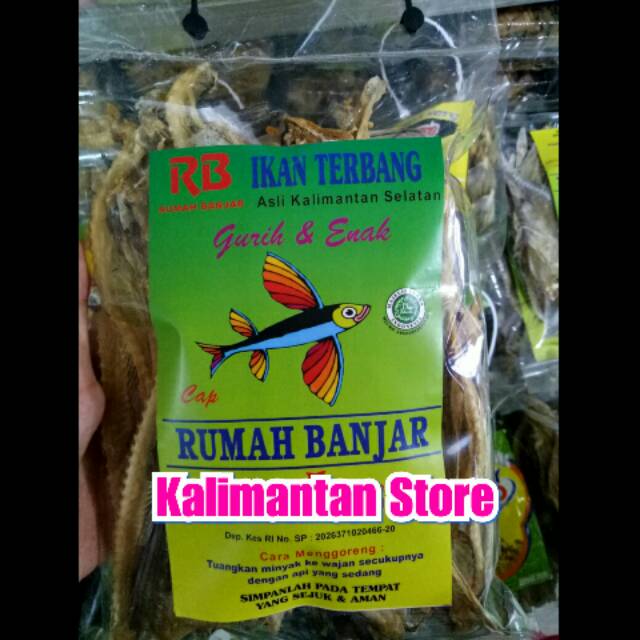 RB IKAN TERBANG
RUMAH BANJAR Asli Kalimantan Selatan
Gurih & Enak
Cap
RUMAH BANJAR
Kalimantan Store
Dep. Kes RI No. SP : 2026371020466-20
Cara Menggoreng :
Tuangkan minyak ke wajan secukupnya
dengan api yang sedang
SIMPANLAH PADA TEMPAT
YANG SEJUK & AMAN